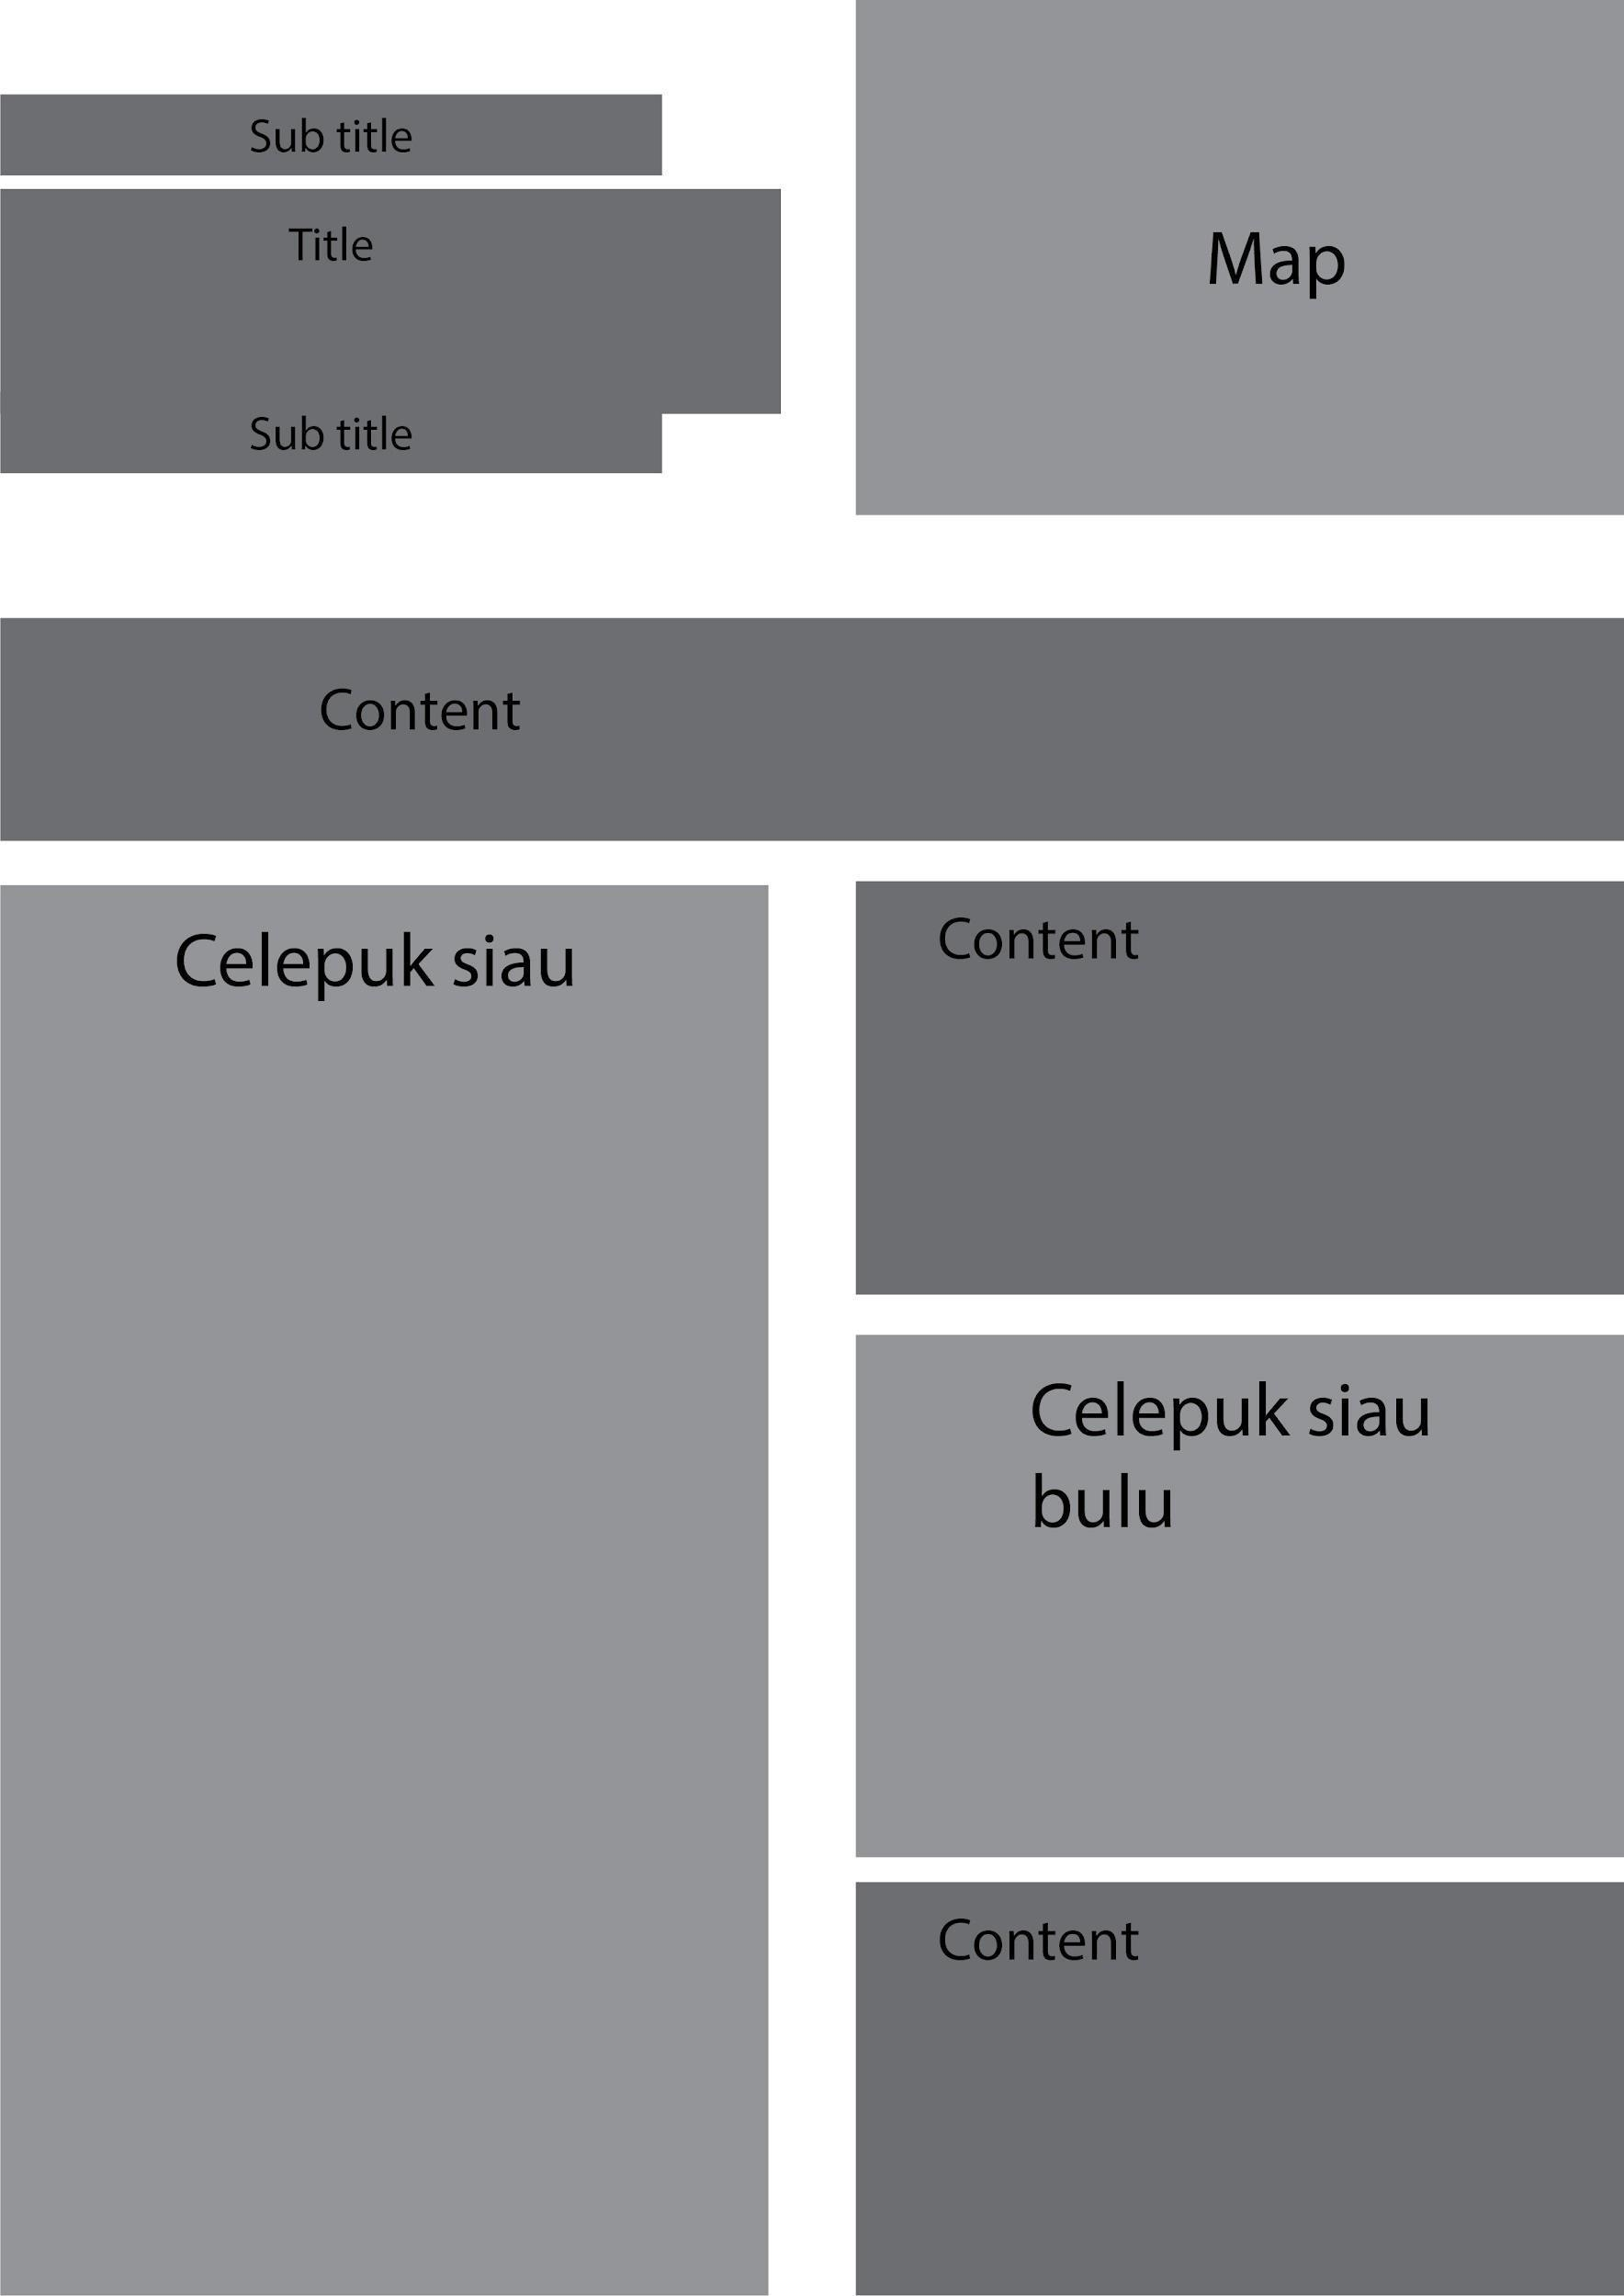 Sub title
Title
Sub title
Map
Content
Celepuk siau
Content
Celepuk siau
bulu
Content